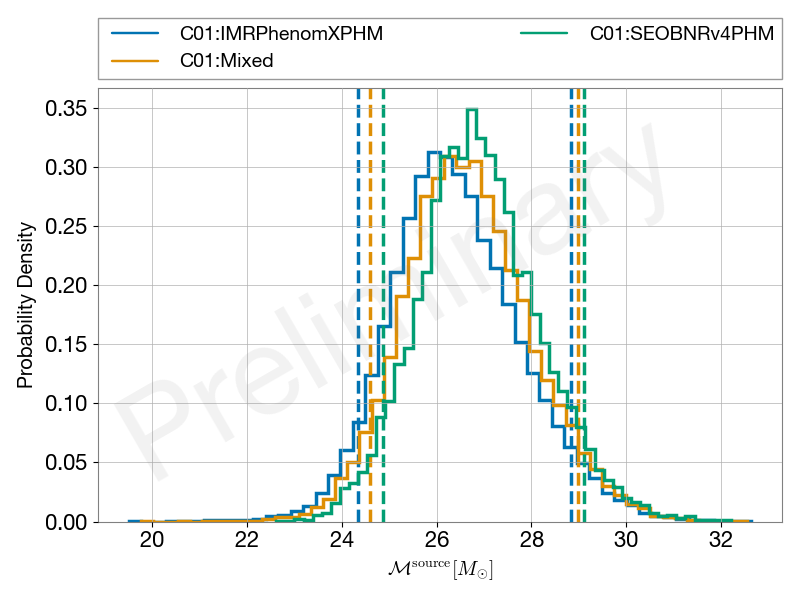 C01:IMRPhenomXPHM
C01:Mixed
C01:SEOBNRv4PHM
0.35
0.30
0.25
0.20
0.15
0.10
0.05
0.00
Probability Density
Preliminary
20 22 24 26 28 30 32
ℳ^source [M_⊙]